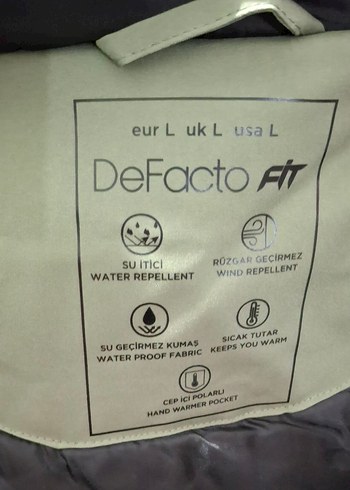 eur L uk L usa L
DeFacto FİT
SU İTİCİ
WATER REPELLENT
RÜZGAR GEÇİRMEZ
WIND REPELLENT
SU GEÇİRMEZ KUMAŞ
WATER PROOF FABRIC
SICAK TUTAR
KEEPS YOU WARM
CEP İÇİ POLARLI
HAND WARMER POCKET